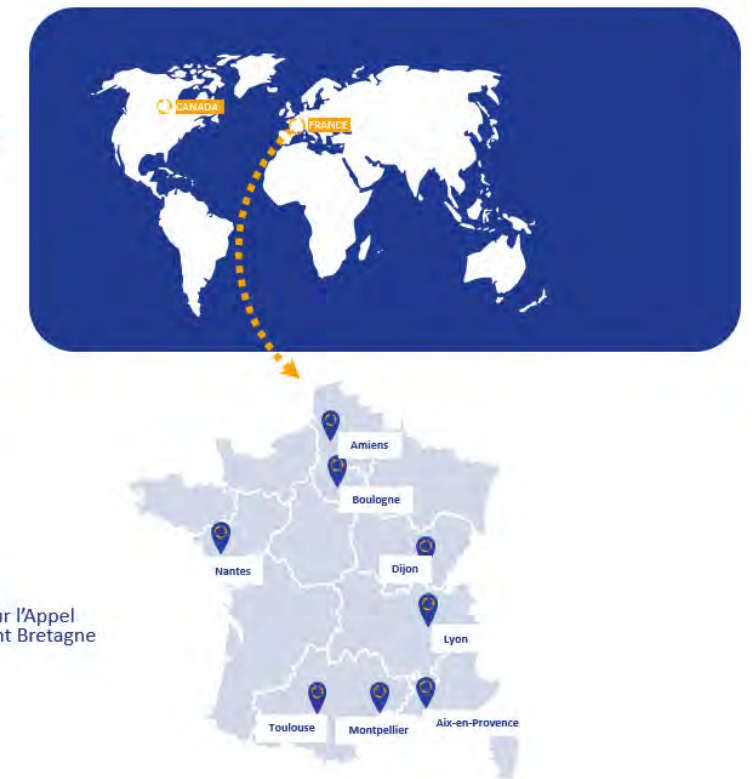 CANADA
FRANCE
Amiens
Boulogne
Nantes
Dijon
Lyon
Toulouse
Montpellier
Aix-en-Provence
l'Appel
Bretagne